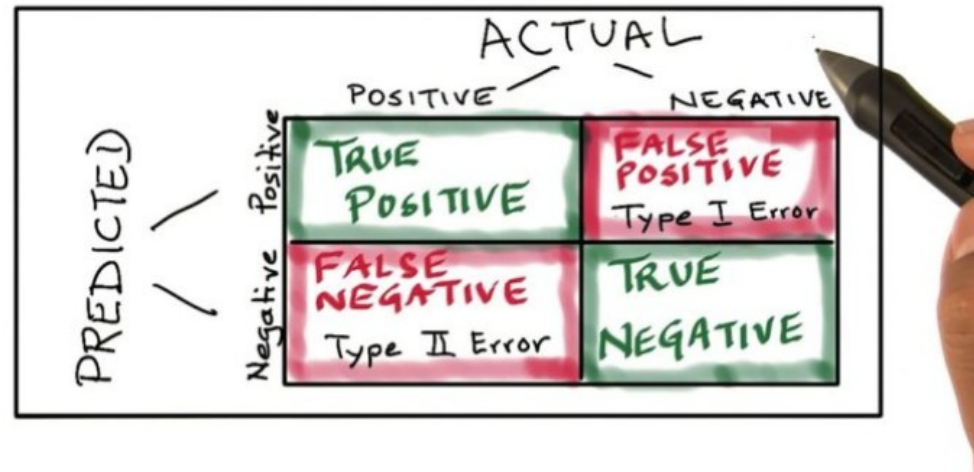 ACTUAL
POSITIVE NEGATIVE
PREDICTED
Positive
TRUE
POSITIVE
FALSE
POSITIVE
Type I Error
Negative
FALSE
NEGATIVE
Type II Error
TRUE
NEGATIVE